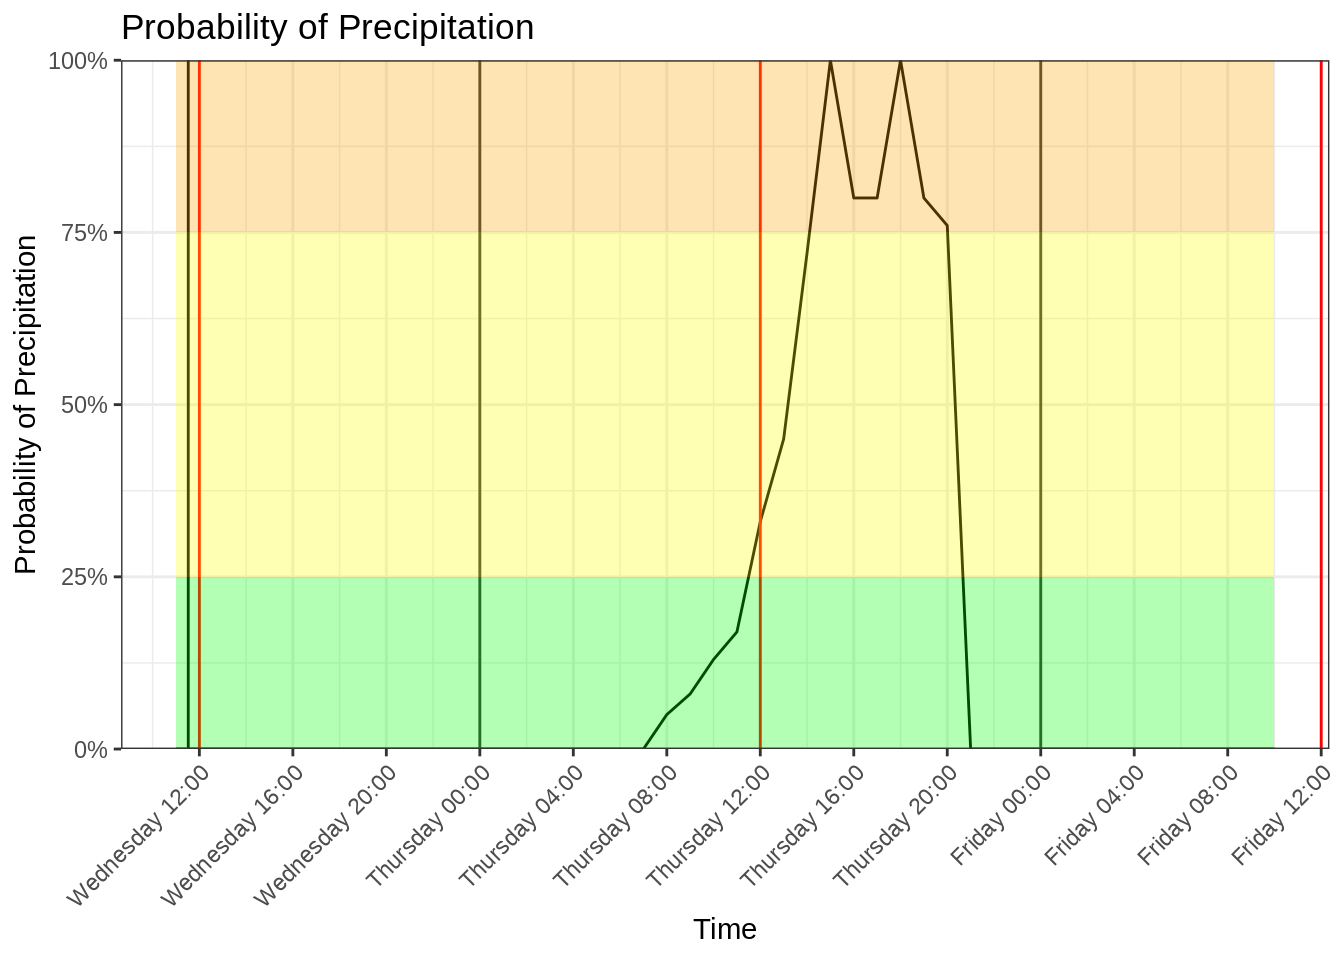 Probability of Precipitation
100%
75%
50%
25%
0%
Probability of Precipitation
Wednesday 12:00
Wednesday 16:00
Wednesday 20:00
Thursday 00:00
Thursday 04:00
Thursday 08:00
Thursday 12:00
Thursday 16:00
Thursday 20:00
Friday 00:00
Friday 04:00
Friday 08:00
Friday 12:00
Time